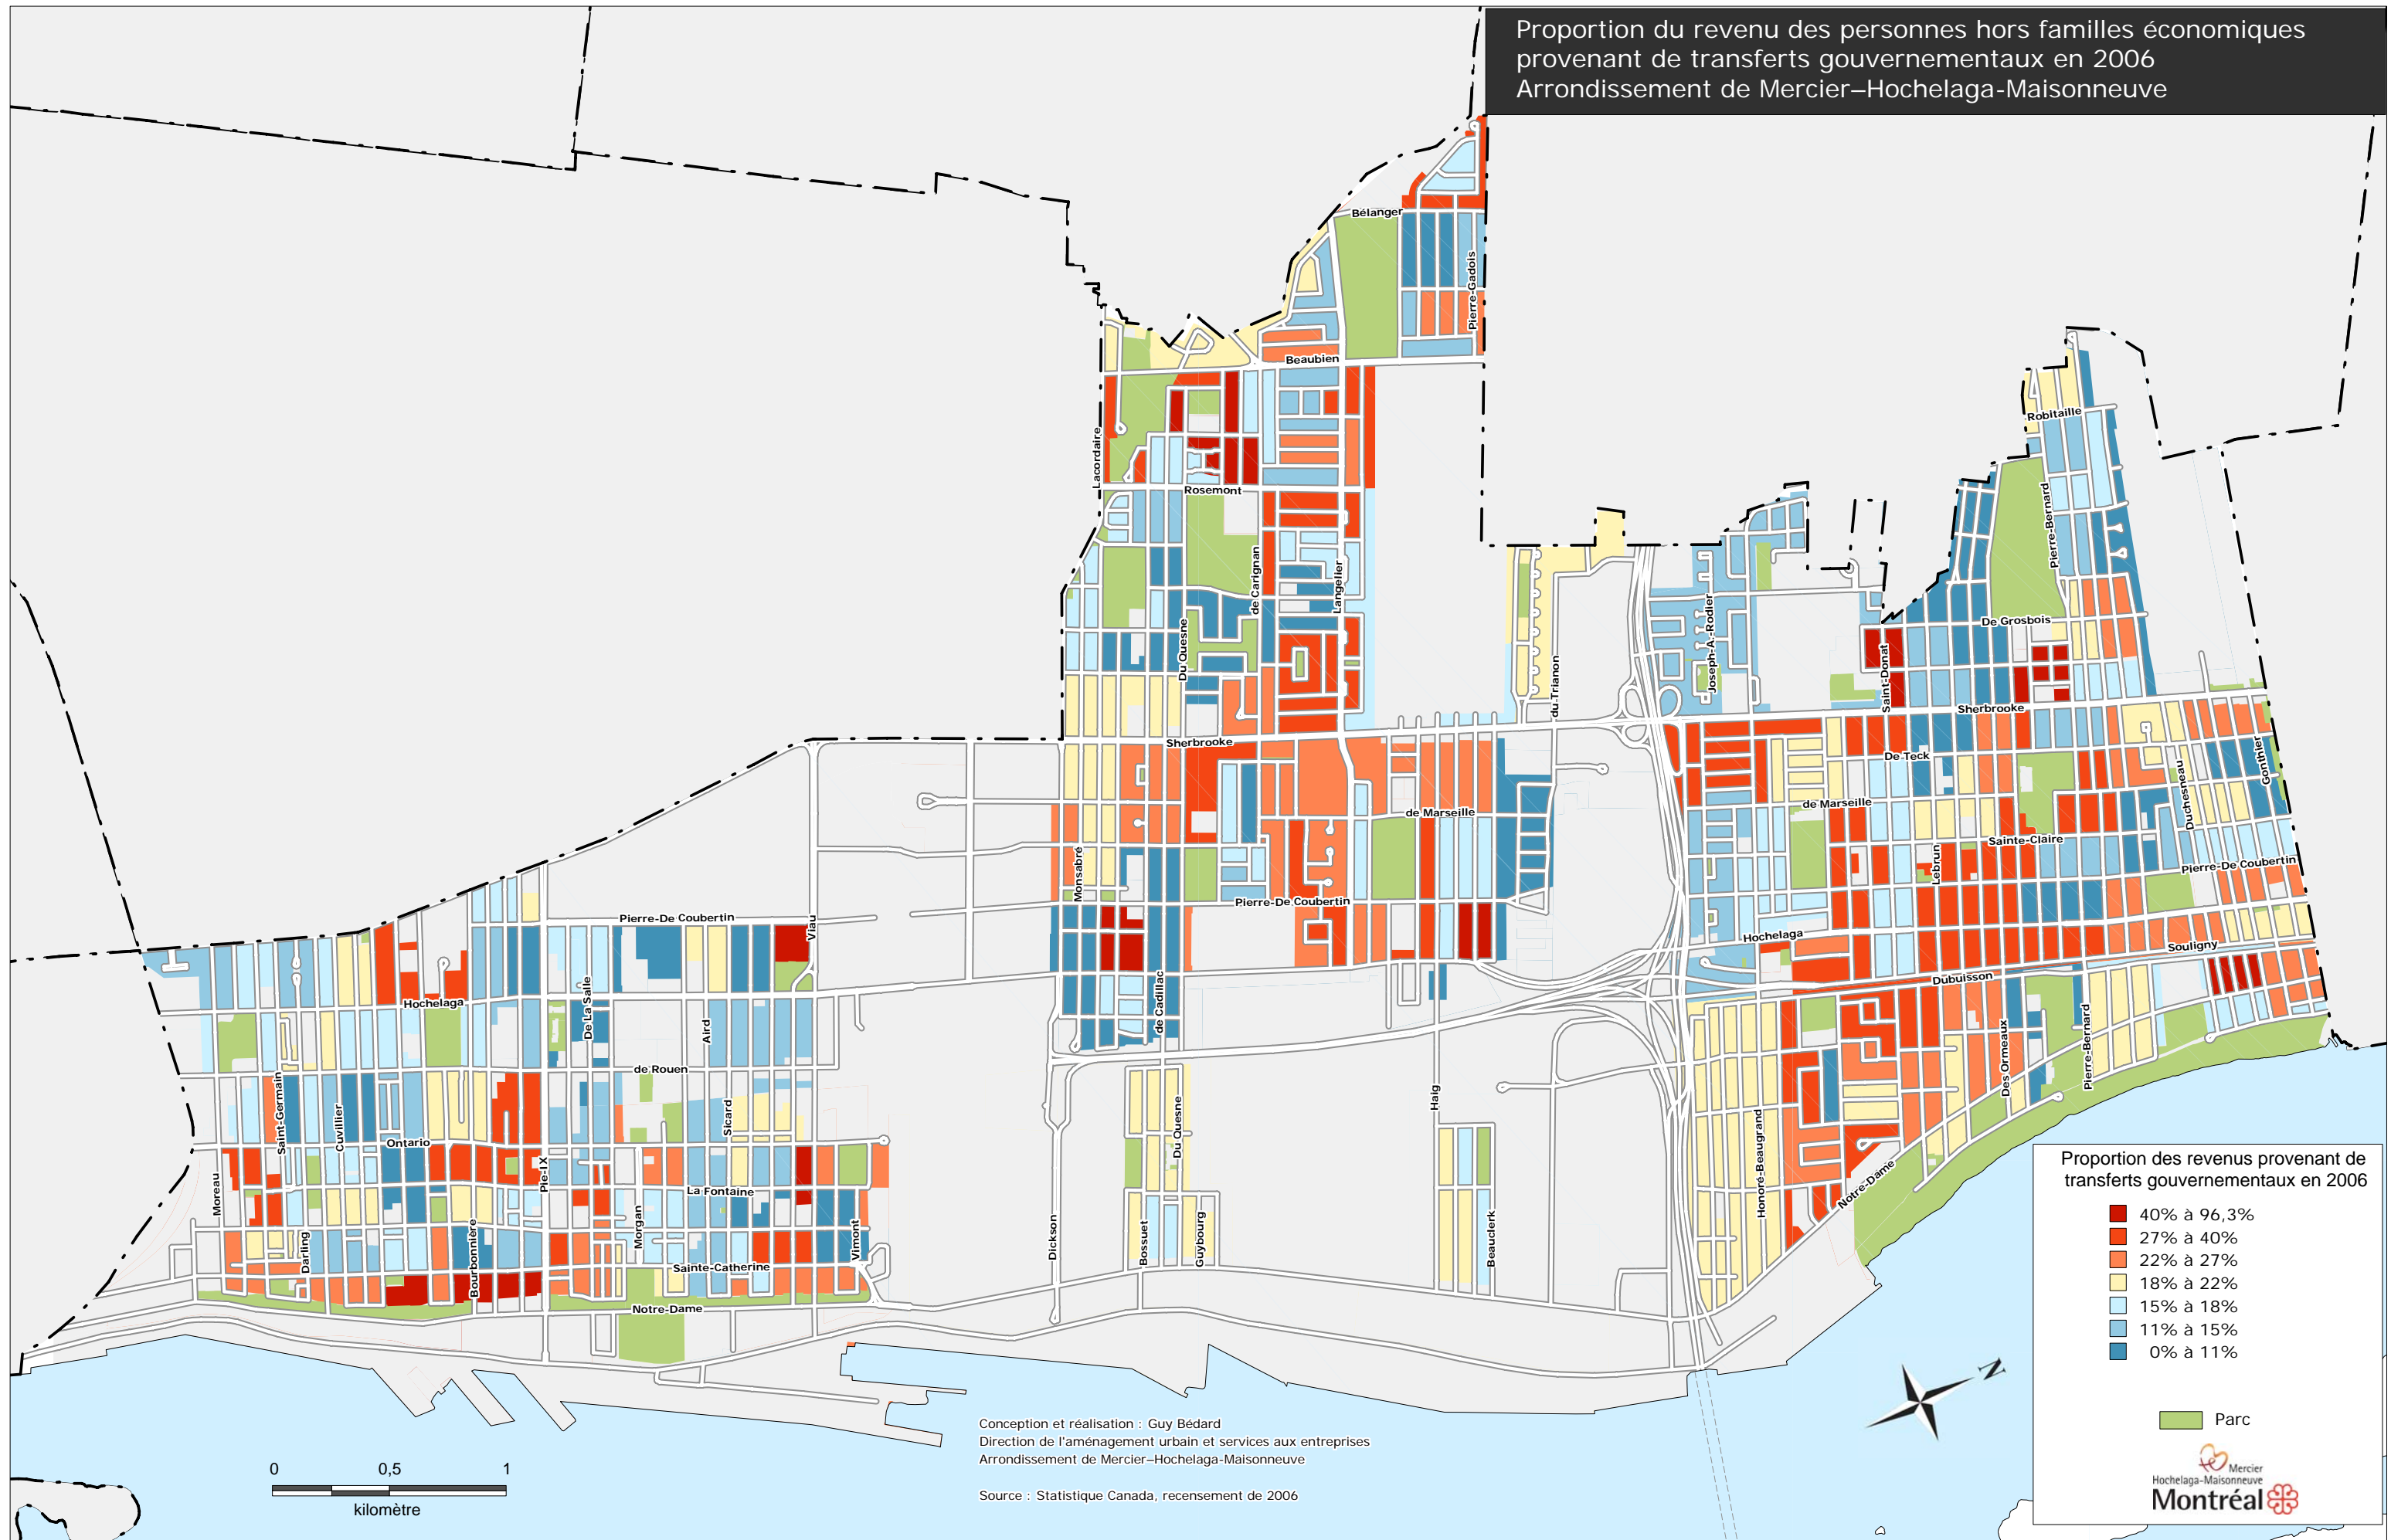 Proportion du revenu des personnes hors familles économiques
provenant de transferts gouvernementaux en 2006
Arrondissement de Mercier–Hochelaga-Maisonneuve
Bélanger
Pierre-Gadois
Beaubien
Lacordaire
Rosemont
Robitaille
Pierre-Bernard
de Carignan
Langelier
Du Quesne
Joseph-A.-Rodier
De Grosbois
du Trianon
Saint-Donat
Sherbrooke
Sherbrooke
De Teck
Gonthier
Duchesneau
de Marseille
de Marseille
Monsabré
Sainte-Claire
Lebrun
Pierre-De Coubertin
Pierre-De Coubertin
Pierre-De Coubertin
Viau
Hochelaga
Souligny
Dubuisson
Hochelaga
De La Salle
Aird
de Cadillac
Des Ormeaux
Pierre-Bernard
de Rouen
Saint-Germain
Cuvillier
Sicard
Ontario
Du Quesne
Haig
Honoré-Beaugrand
Pie-IX
Moreau
La Fontaine
Notre-Dame
Darling
Bourbonnière
Morgan
Vimont
Dickson
Bossuet
Guybourg
Beauclerk
Sainte-Catherine
Notre-Dame
Proportion des revenus provenant de
transferts gouvernementaux en 2006
40% à 96,3%
27% à 40%
22% à 27%
18% à 22%
15% à 18%
11% à 15%
0% à 11%
Parc
N
Mercier
Hochelaga-Maisonneuve
Montréal
Conception et réalisation : Guy Bédard
Direction de l'aménagement urbain et services aux entreprises
Arrondissement de Mercier–Hochelaga-Maisonneuve
Source : Statistique Canada, recensement de 2006
0 0,5 1
kilomètre